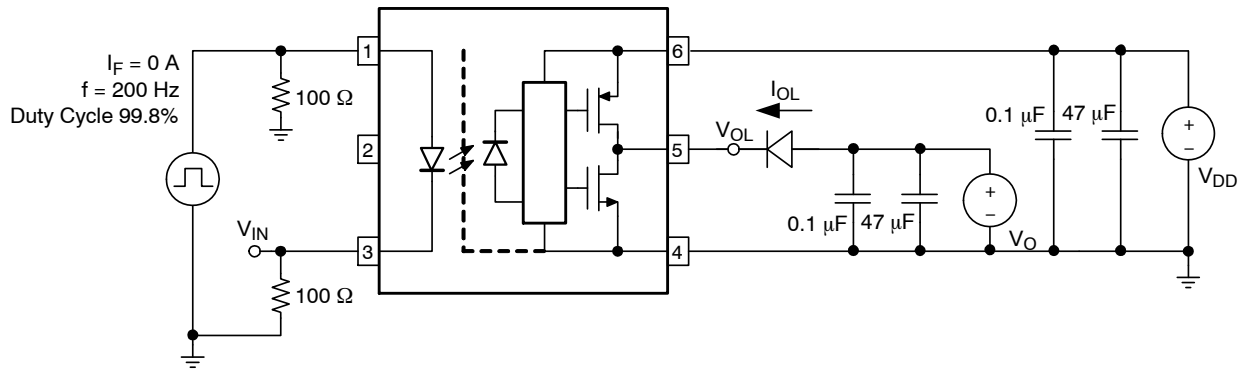 I_F = 0 A
f = 200 Hz
Duty Cycle 99.8%
100 Ω
V_IN
100 Ω
1
2
3
6
5
4
I_OL
V_OL
0.1 μF
47 μF
V_O
0.1 μF
47 μF
+
−
V_DD
+
−